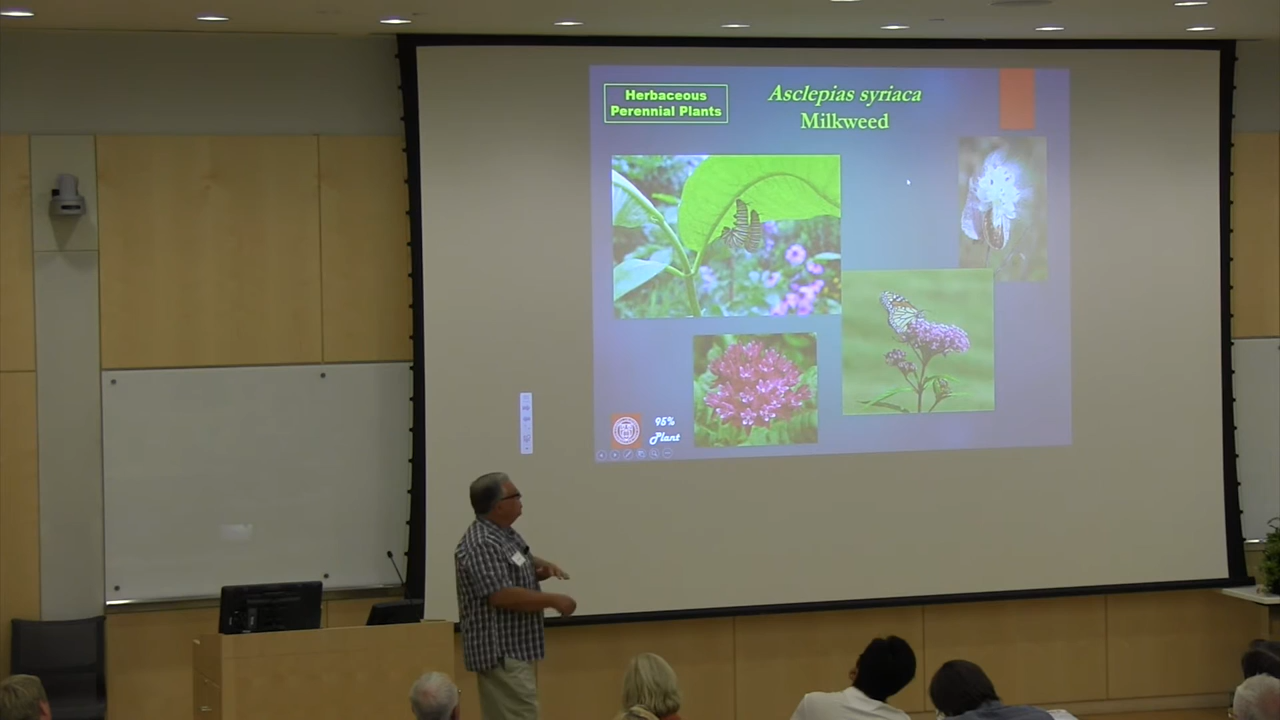 Herbaceous
Perennial Plants
Asclepias syriaca
Milkweed
95%
Plant